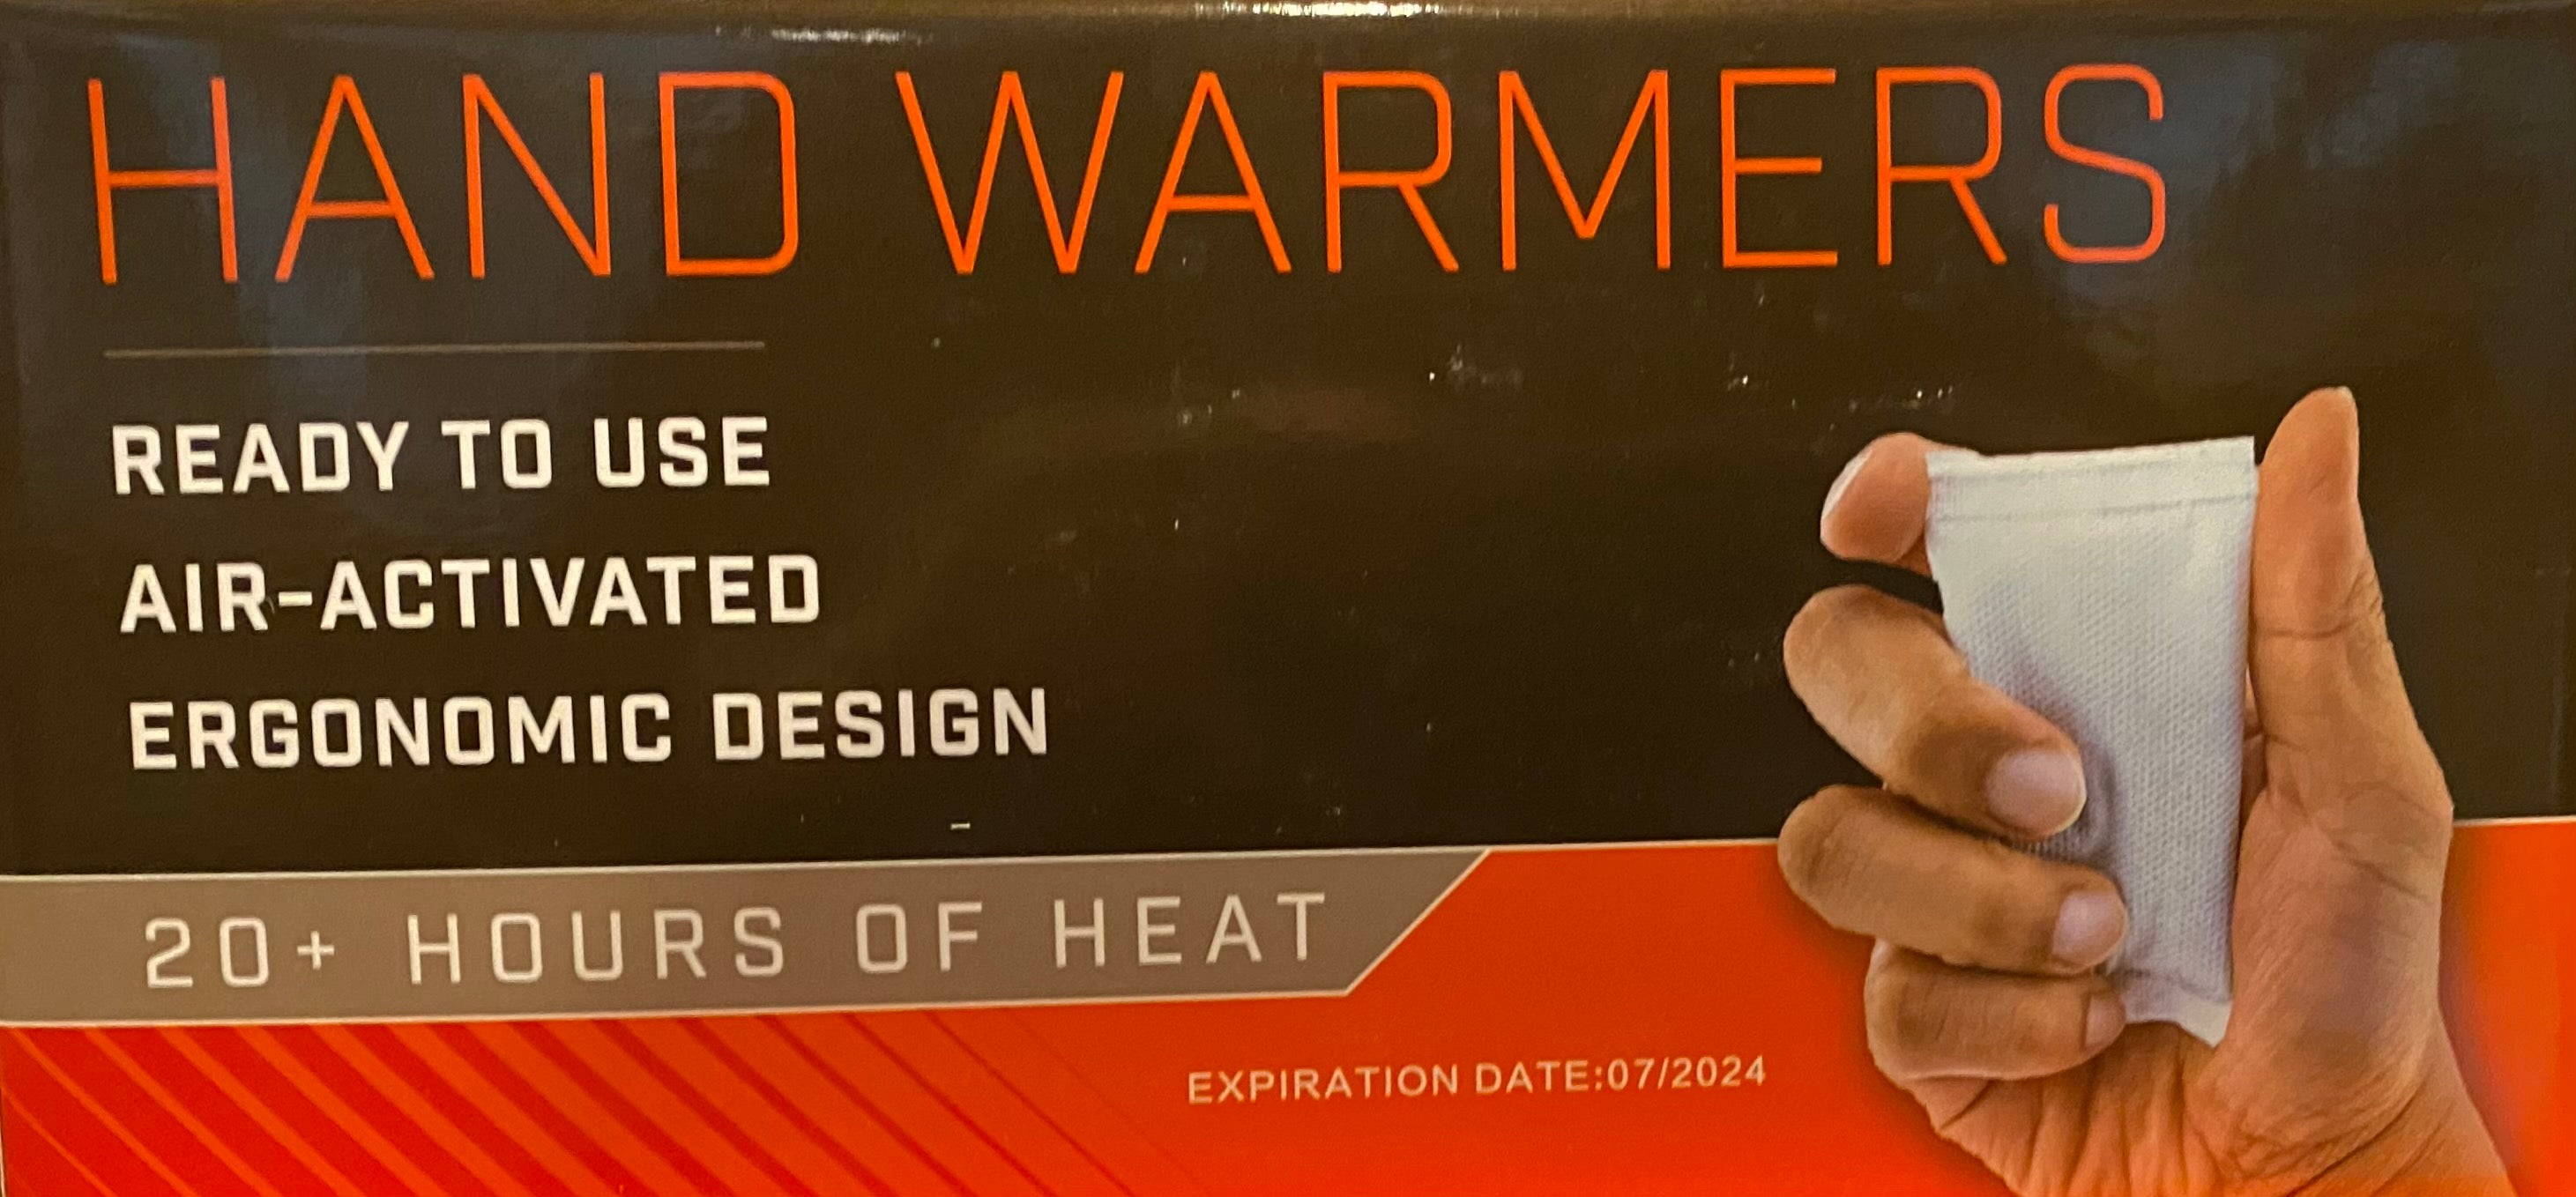 HAND WARMERS
READY TO USE
AIR-ACTIVATED
ERGONOMIC DESIGN
20+ HOURS OF HEAT
EXPIRATION DATE:07/2024